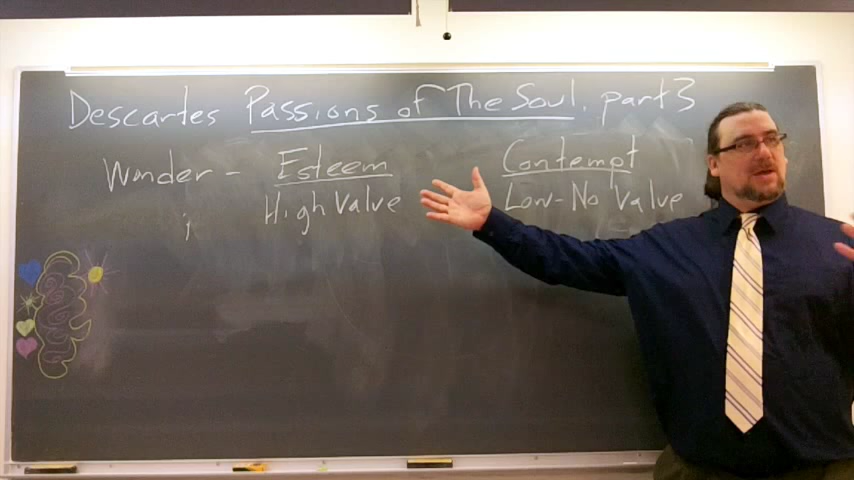 Descartes Passions of The Soul, part 3
Wonder - Esteem Contempt
High Value Low-No Value